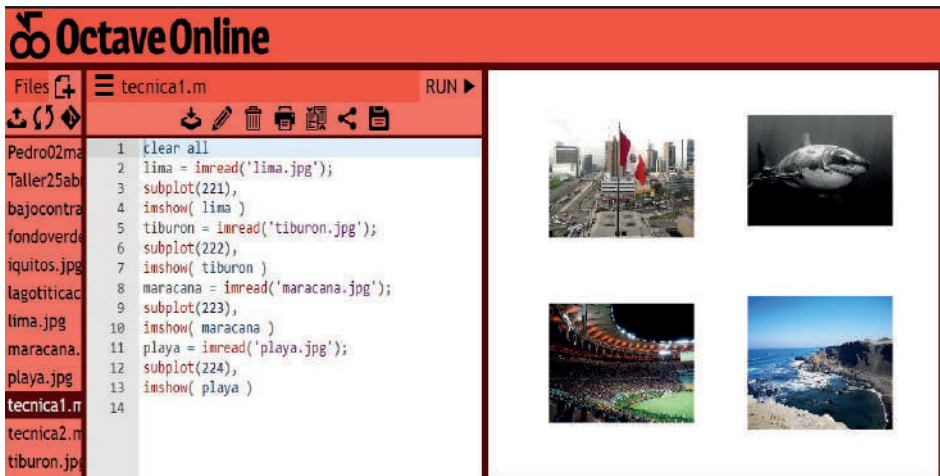 Octave Online
Files
tecnica1.m
RUN
Pedro02ma
Taller25ab
bajocontra
fondoverde
iquitos.jpg
lagotiticac
lima.jpg
maracana.
playa.jpg
tecnica1.m
tecnica2.m
tiburon.jpg
1 clear all
2 lima = imread('lima.jpg');
3 subplot(221),
4 imshow( lima )
5 tiburon = imread('tiburon.jpg');
6 subplot(222),
7 imshow( tiburon )
8 maracana = imread('maracana.jpg');
9 subplot(223),
10 imshow( maracana )
11 playa = imread('playa.jpg');
12 subplot(224),
13 imshow( playa )
14